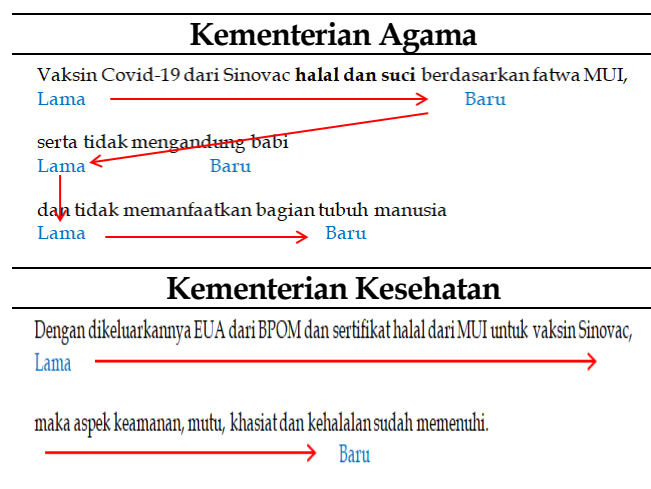 Kementerian Agama
Vaksin Covid-19 dari Sinovac halal dan suci berdasarkan fatwa MUI,
Lama Baru
serta tidak mengandung babi
Lama Baru
dan tidak memanfaatkan bagian tubuh manusia
Lama Baru
Kementerian Kesehatan
Dengan dikeluarkannya EUA dari BPOM dan sertifikat halal dari MUI untuk vaksin Sinovac,
Lama
maka aspek keamanan, mutu, khasiat dan kehalalan sudah memenuhi.
Baru